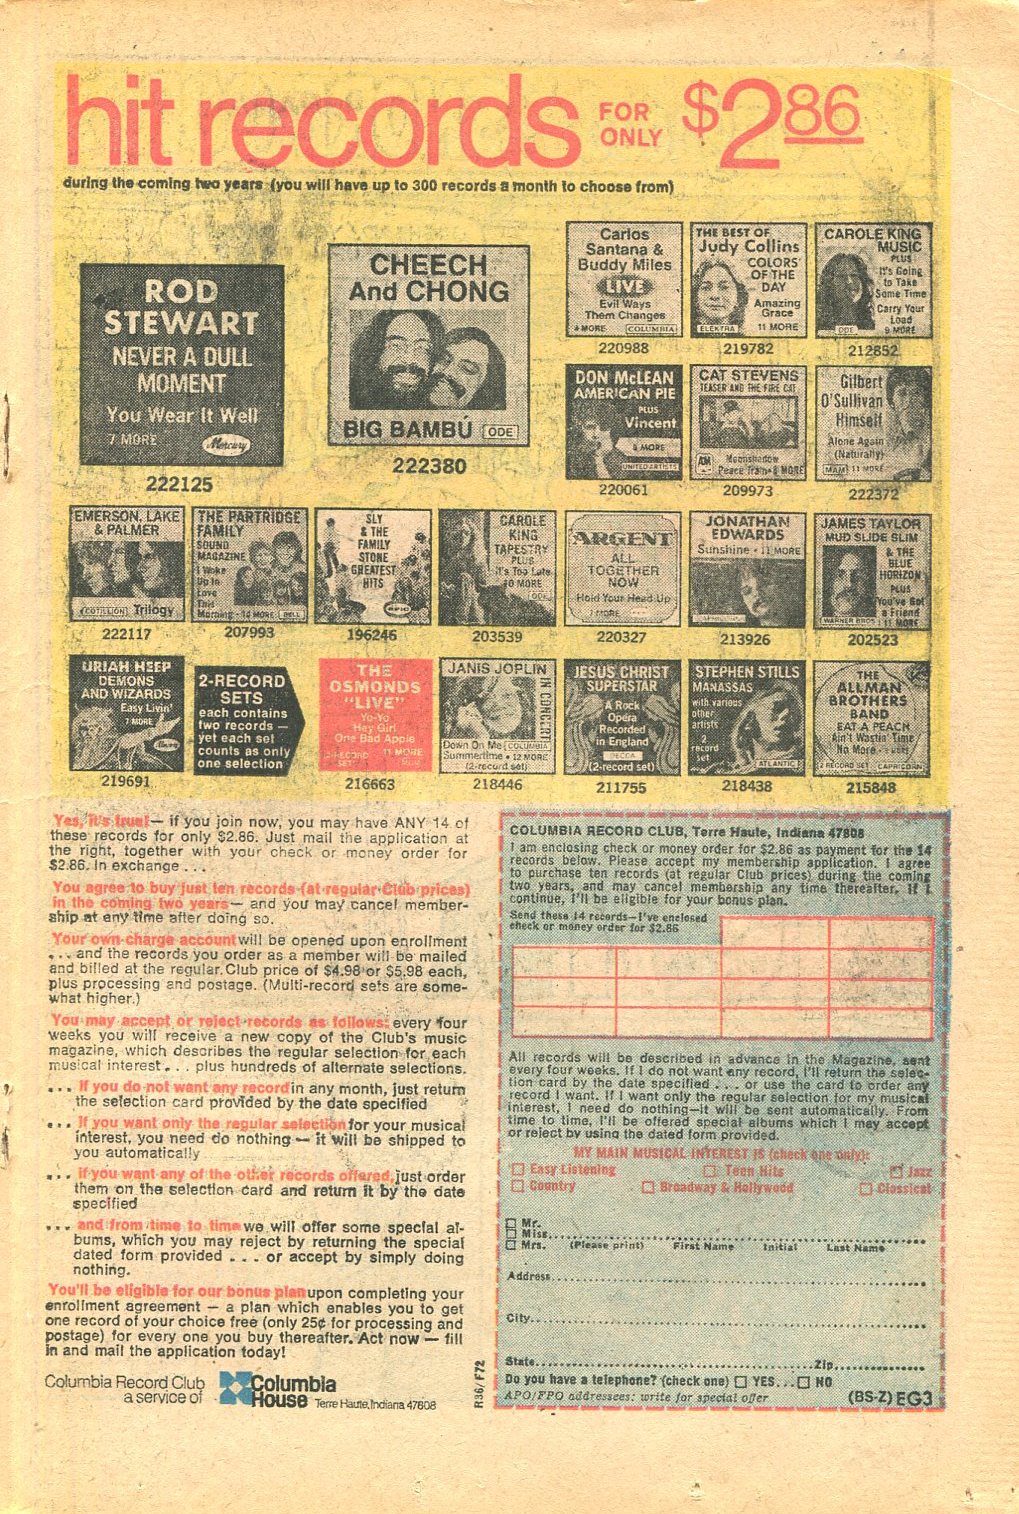 hit records FOR ONLY $2 86
during the coming two years (you will have up to 300 records a month to choose from)
ROD
STEWART
NEVER A DULL
MOMENT
You Wear It Well
7 MORE
Mercury
222125
CHEECH
And CHONG
BIG BAMBÚ
ODE
222380
Carlos
Santana &
Buddy Miles
LIVE
Evil Ways
Them Changes
6 MORE COLUMBIA
220988
THE BEST OF
Judy Collins
COLORS
OF THE
DAY
Amazing
Grace
ELEKTRA 11 MORE
219782
CAROLE KING
MUSIC
PLUS
It's Going
to Take
Some Time
Carry Your
Load
ODE 9 MORE
212852
DON McLEAN
AMERICAN PIE
PLUS
Vincent
8 MORE
UNITED ARTISTS
220061
CAT STEVENS
TEASER AND THE FIRE CAT
Moonshadow
Peace Train • 8 MORE
209973
Gilbert
O'Sullivan
Himself
Alone Again
(Naturally)
MAM 11 MORE
222372
EMERSON, LAKE
& PALMER
COTILLION Trilogy
222117
THE PARTRIDGE
FAMILY
SOUND
MAGAZINE
I Woke
Up In
Love
This
Morning • 10 MORE BELL
207993
SLY
& THE
FAMILY
STONE
GREATEST
HITS
EPIC
196246
CAROLE
KING
TAPESTRY
PLUS
It's Too Late
10 MORE
ODE
203539
ARGENT
ALL
TOGETHER
NOW
Hold Your Head Up
7 MORE
220327
JONATHAN
EDWARDS
Sunshine • 11 MORE
213926
JAMES TAYLOR
MUD SLIDE SLIM
& THE
BLUE
HORIZON
PLUS
You've Got
a Friend
WARNER BROS 11 MORE
202523
URIAH HEEP
DEMONS
AND WIZARDS
Easy Livin'
7 MORE
Mercury
219691
2-RECORD
SETS
each contains
two records —
yet each set
counts as only
one selection
THE
OSMONDS
"LIVE"
Yo-Yo
Hey Girl
One Bad Apple
2-RECORD SET 11 MORE
216663
JANIS JOPLIN
IN CONCERT
Down On Me COLUMBIA
Summertime • 12 MORE
(2-record set)
218446
JESUS CHRIST
SUPERSTAR
A Rock
Opera
Recorded
in England
DECCA
(2-record set)
211755
STEPHEN STILLS
MANASSAS
with various
other
artists
2
record
set
ATLANTIC
218438
THE
ALLMAN
BROTHERS
BAND
EAT A PEACH
Ain't Wastin' Time
No More
2 RECORD SET CAPRICORN
215848
Yes, it's true! — if you join now, you may have ANY 14 of
these records for only $2.86. Just mail the application at
the right, together with your check or money order for
$2.86. In exchange . . .
You agree to buy just ten records (at regular Club prices)
in the coming two years — and you may cancel member-
ship at any time after doing so.
Your own charge account will be opened upon enrollment
. . . and the records you order as a member will be mailed
and billed at the regular Club price of $4.98 or $5.98 each,
plus processing and postage. (Multi-record sets are some-
what higher.)
You may accept or reject records as follows: every four
weeks you will receive a new copy of the Club's music
magazine, which describes the regular selection for each
musical interest . . . plus hundreds of alternate selections.
. . . if you do not want any record in any month, just return
the selection card provided by the date specified
. . . if you want only the regular selection for your musical
interest, you need do nothing — it will be shipped to
you automatically
. . . if you want any of the other records offered, just order
them on the selection card and return it by the date
specified
. . . and from time to time we will offer some special al-
bums, which you may reject by returning the special
dated form provided . . . or accept by simply doing
nothing.
You'll be eligible for our bonus plan upon completing your
enrollment agreement — a plan which enables you to get
one record of your choice free (only 25¢ for processing and
postage) for every one you buy thereafter. Act now — fill
in and mail the application today!
Columbia Record Club
a service of
Columbia
House Terre Haute, Indiana 47608
R36/F72
COLUMBIA RECORD CLUB, Terre Haute, Indiana 47808
I am enclosing check or money order for $2.86 as payment for the 14
records below. Please accept my membership application. I agree
to purchase ten records (at regular Club prices) during the coming
two years, and may cancel membership any time thereafter. If I
continue, I'll be eligible for your bonus plan.
Send these 14 records—I've enclosed
check or money order for $2.86
All records will be described in advance in the Magazine, sent
every four weeks. If I do not want any record, I'll return the selec-
tion card by the date specified . . . or use the card to order any
record I want. If I want only the regular selection for my musical
interest, I need do nothing—it will be sent automatically. From
time to time, I'll be offered special albums which I may accept
or reject by using the dated form provided.
MY MAIN MUSICAL INTEREST IS (check one only):
Easy Listening Teen Hits Jazz
Country Broadway & Hollywood Classical
Mr.
Miss
Mrs. (Please print) First Name Initial Last Name
Address
City
State Zip
Do you have a telephone? (check one) YES... NO
APO/FPO addressees: write for special offer (BS-Z) EG3